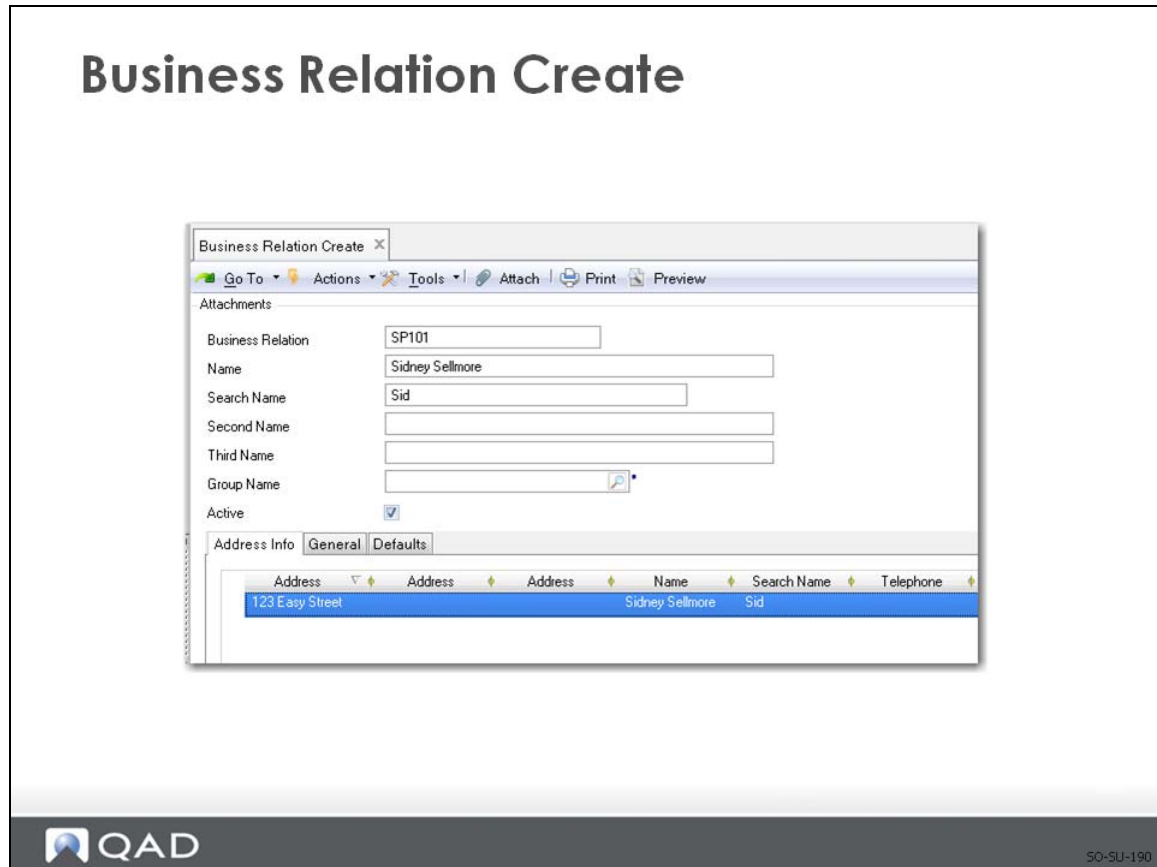 Business Relation Create
Business Relation Create
Go To Actions Tools Attach Print Preview
Attachments
Business Relation SP101
Name Sidney Sellmore
Search Name Sid
Second Name
Third Name
Group Name
Active
Address Info General Defaults
Address Address Address Name Search Name Telephone
123 Easy Street Sidney Sellmore Sid
QAD
SO-SU-190